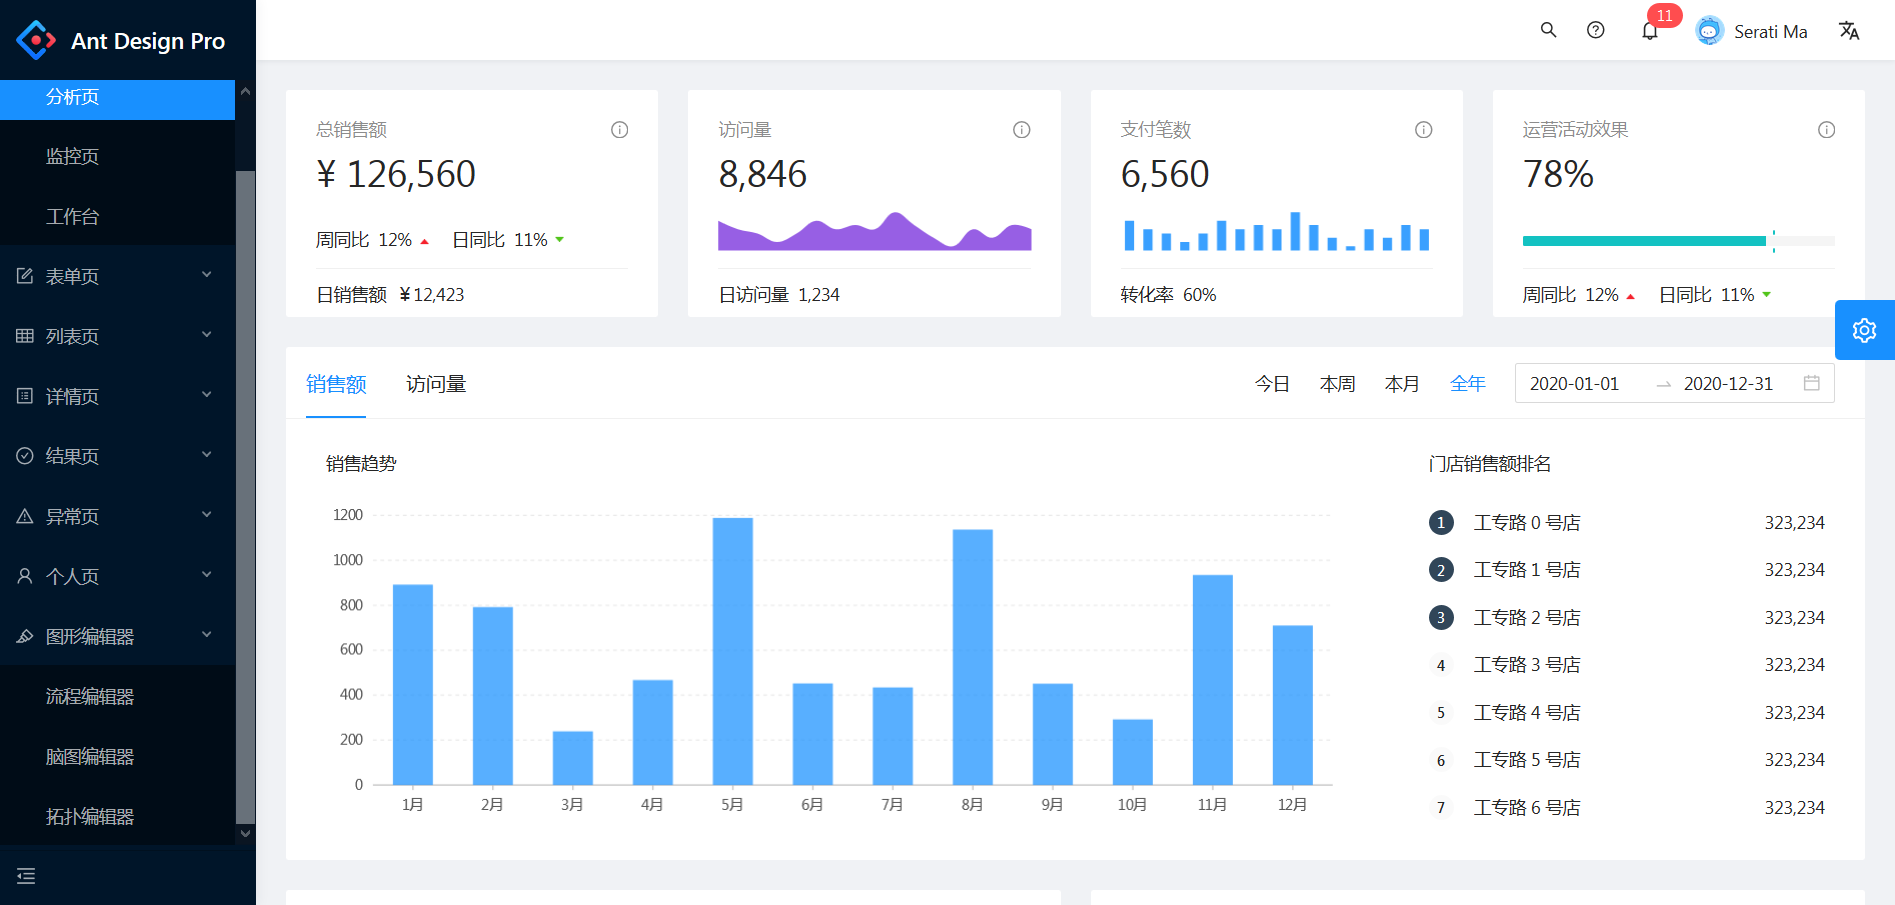 Ant Design Pro
分析页
监控页
工作台
表单页
列表页
详情页
结果页
异常页
个人页
图形编辑器
流程编辑器
脑图编辑器
拓扑编辑器
11
Serati Ma
总销售额
¥ 126,560
周同比 12% 日同比 11%
日销售额 ¥12,423
访问量
8,846
日访问量 1,234
支付笔数
6,560
转化率 60%
运营活动效果
78%
周同比 12% 日同比 11%
销售额 访问量
今日 本周 本月 全年 2020-01-01 2020-12-31
销售趋势
1200
1000
800
600
400
200
0
1月 2月 3月 4月 5月 6月 7月 8月 9月 10月 11月 12月
门店销售额排名
1 工专路 0 号店 323,234
2 工专路 1 号店 323,234
3 工专路 2 号店 323,234
4 工专路 3 号店 323,234
5 工专路 4 号店 323,234
6 工专路 5 号店 323,234
7 工专路 6 号店 323,234